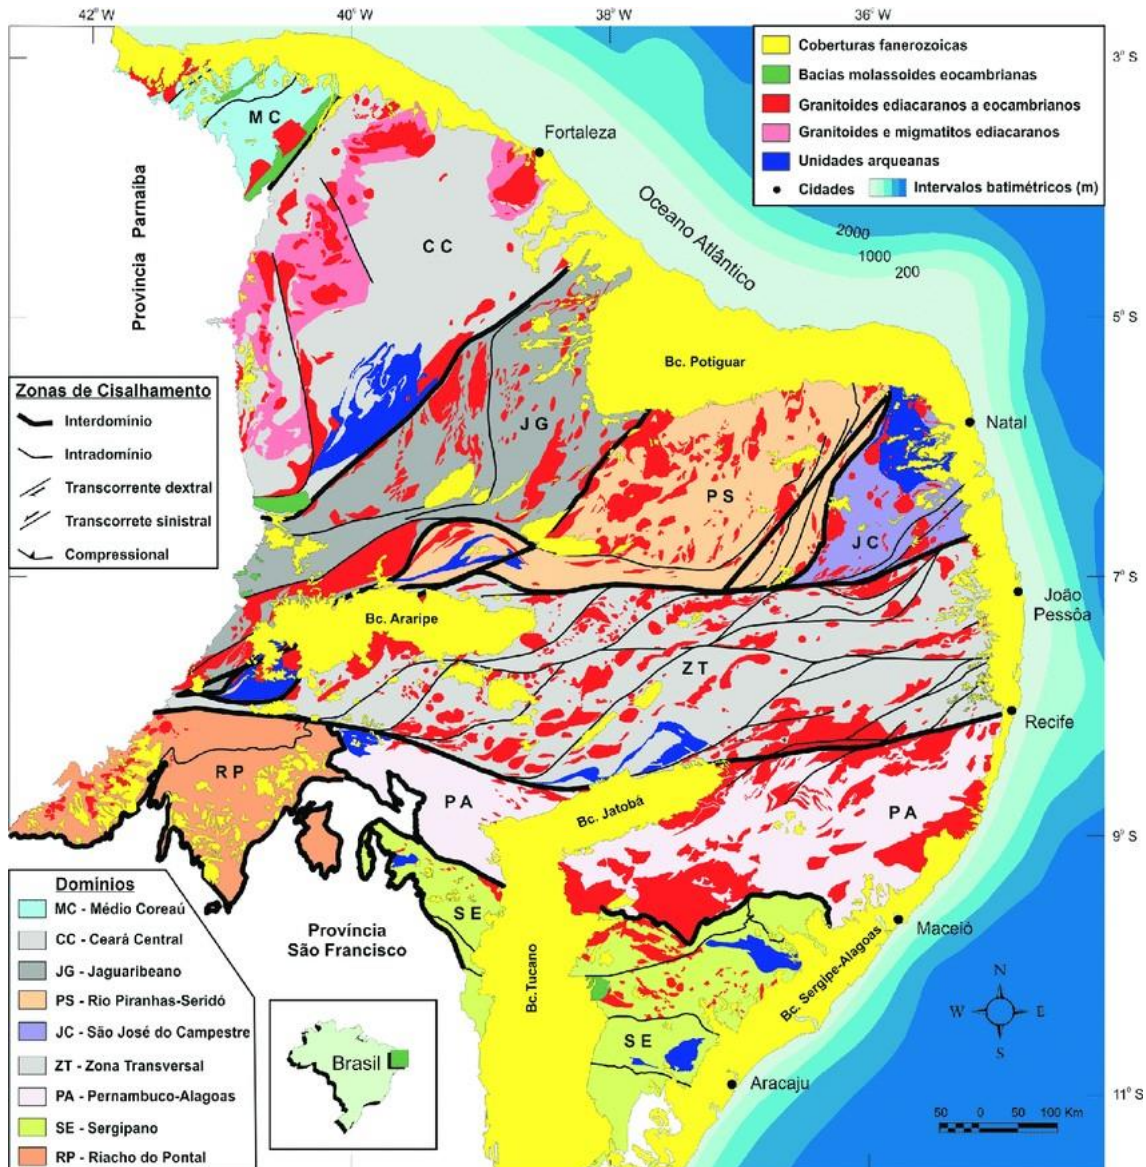 42° W
40° W
38° W
36° W
3° S
5° S
7° S
9° S
11° S
Coberturas fanerozoicas
Bacias molassoides eocambrianas
Granitoides ediacaranos a eocambrianos
Granitoides e migmatitos ediacaranos
Unidades arqueanas
Cidades
Intervalos batimétricos (m)
M C
Fortaleza
Província Parnaíba
Oceano Atlântico
2000
1000
200
C C
Bc. Potiguar
Zonas de Cisalhamento
Interdomínio
Intradomínio
Transcorrente dextral
Transcorrete sinistral
Compressional
J G
Natal
P S
J C
João
Pessôa
Bc. Araripe
Z T
Recife
R P
P A
Bc. Jatobá
P A
Domínios
MC - Médio Coreaú
CC - Ceará Central
JG - Jaguaribeano
PS - Rio Piranhas-Seridó
JC - São José do Campestre
ZT - Zona Transversal
PA - Pernambuco-Alagoas
SE - Sergipano
RP - Riacho do Pontal
S E
Província
São Francisco
Bc.Tucano
Maceió
Bc. Sergipe-Alagoas
N
W
E
S
Brasil
S E
Aracaju
50 0 50 100 Km